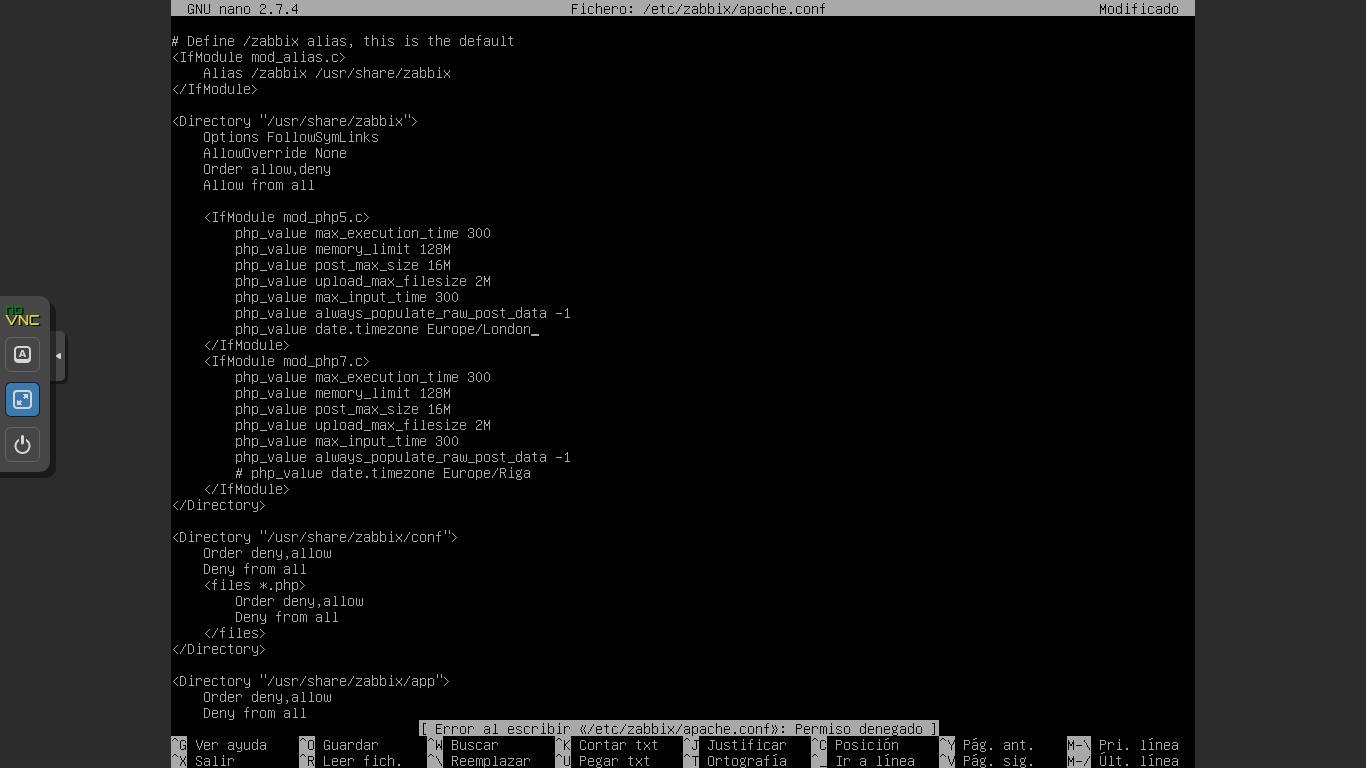 GNU nano 2.7.4 Fichero: /etc/zabbix/apache.conf Modificado
# Define /zabbix alias, this is the default
<IfModule mod_alias.c>
    Alias /zabbix /usr/share/zabbix
</IfModule>
<Directory "/usr/share/zabbix">
    Options FollowSymLinks
    AllowOverride None
    Order allow,deny
    Allow from all
    <IfModule mod_php5.c>
        php_value max_execution_time 300
        php_value memory_limit 128M
        php_value post_max_size 16M
        php_value upload_max_filesize 2M
        php_value max_input_time 300
        php_value always_populate_raw_post_data -1
        php_value date.timezone Europe/London_
    </IfModule>
    <IfModule mod_php7.c>
        php_value max_execution_time 300
        php_value memory_limit 128M
        php_value post_max_size 16M
        php_value upload_max_filesize 2M
        php_value max_input_time 300
        php_value always_populate_raw_post_data -1
        # php_value date.timezone Europe/Riga
    </IfModule>
</Directory>
<Directory "/usr/share/zabbix/conf">
    Order deny,allow
    Deny from all
    <files *.php>
        Order deny,allow
        Deny from all
    </files>
</Directory>
<Directory "/usr/share/zabbix/app">
    Order deny,allow
    Deny from all
[ Error al escribir «/etc/zabbix/apache.conf»: Permiso denegado ]
^G Ver ayuda ^O Guardar ^W Buscar ^K Cortar txt ^J Justificar ^C Posición ^Y Pág. ant. M-\ Pri. línea
^X Salir ^R Leer fich. ^\ Reemplazar ^U Pegar txt ^T Ortografía ^_ Ir a línea ^V Pág. sig. M-/ Últ. línea
no
VNC
A